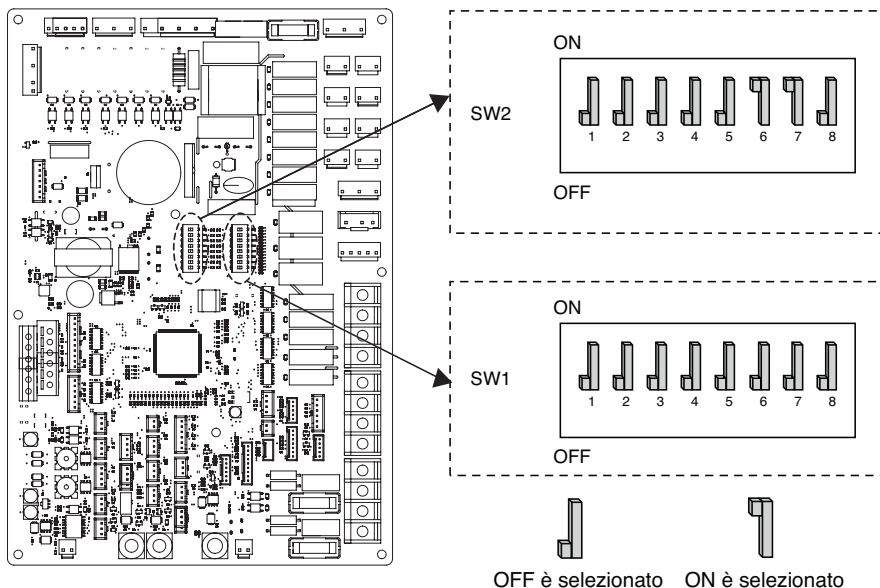 ON
SW2
1 2 3 4 5 6 7 8
OFF
ON
SW1
1 2 3 4 5 6 7 8
OFF
OFF è selezionato ON è selezionato